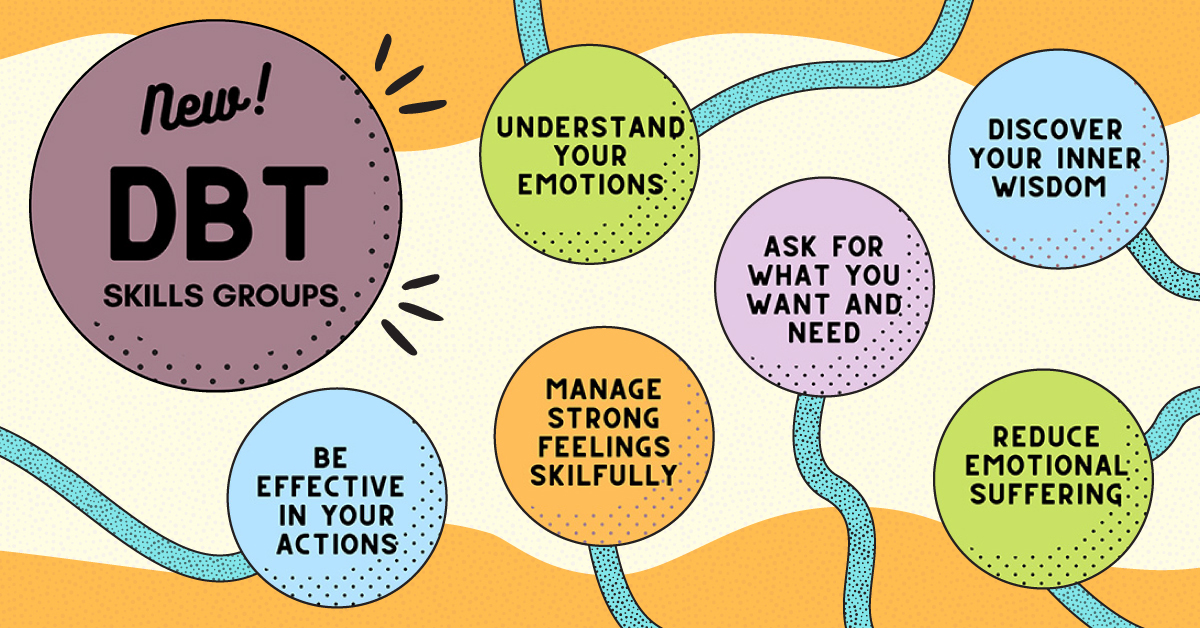 New!
DBT
SKILLS GROUPS
UNDERSTAND
YOUR
EMOTIONS
DISCOVER
YOUR INNER
WISDOM
ASK FOR
WHAT YOU
WANT AND
NEED
MANAGE
STRONG
FEELINGS
SKILFULLY
REDUCE
EMOTIONAL
SUFFERING
BE
EFFECTIVE
IN YOUR
ACTIONS